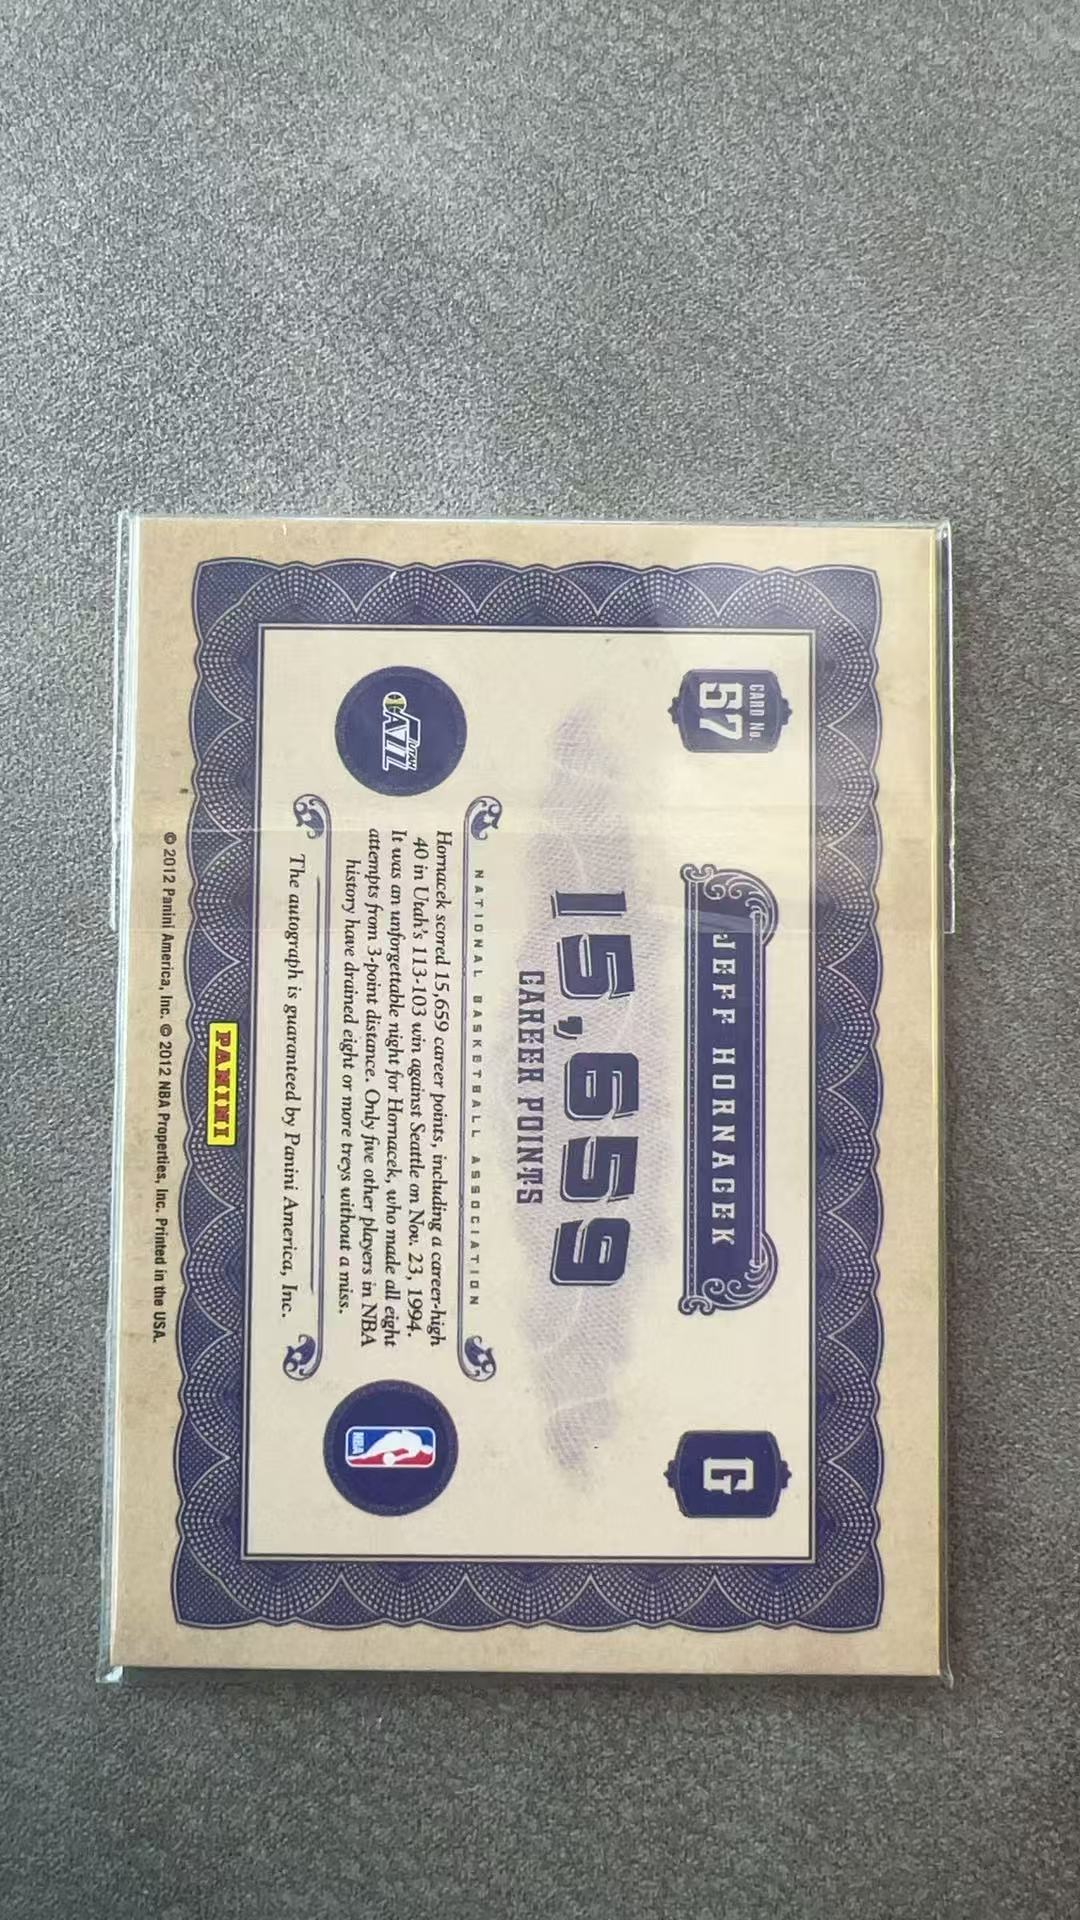 CARD No.
57
JEFF HORNACEK
G
15,659
CAREER POINTS
NATIONAL BASKETBALL ASSOCIATION
Hornacek scored 15,659 career points, including a career-high
40 in Utah's 113-103 win against Seattle on Nov. 23, 1994.
It was an unforgettable night for Hornacek, who made all eight
attempts from 3-point distance. Only five other players in NBA
history have drained eight or more treys without a miss.
The autograph is guaranteed by Panini America, Inc.
UTAH
JAZZ
NBA
PANINI
© 2012 Panini America, Inc. © 2012 NBA Properties, Inc. Printed in the USA.